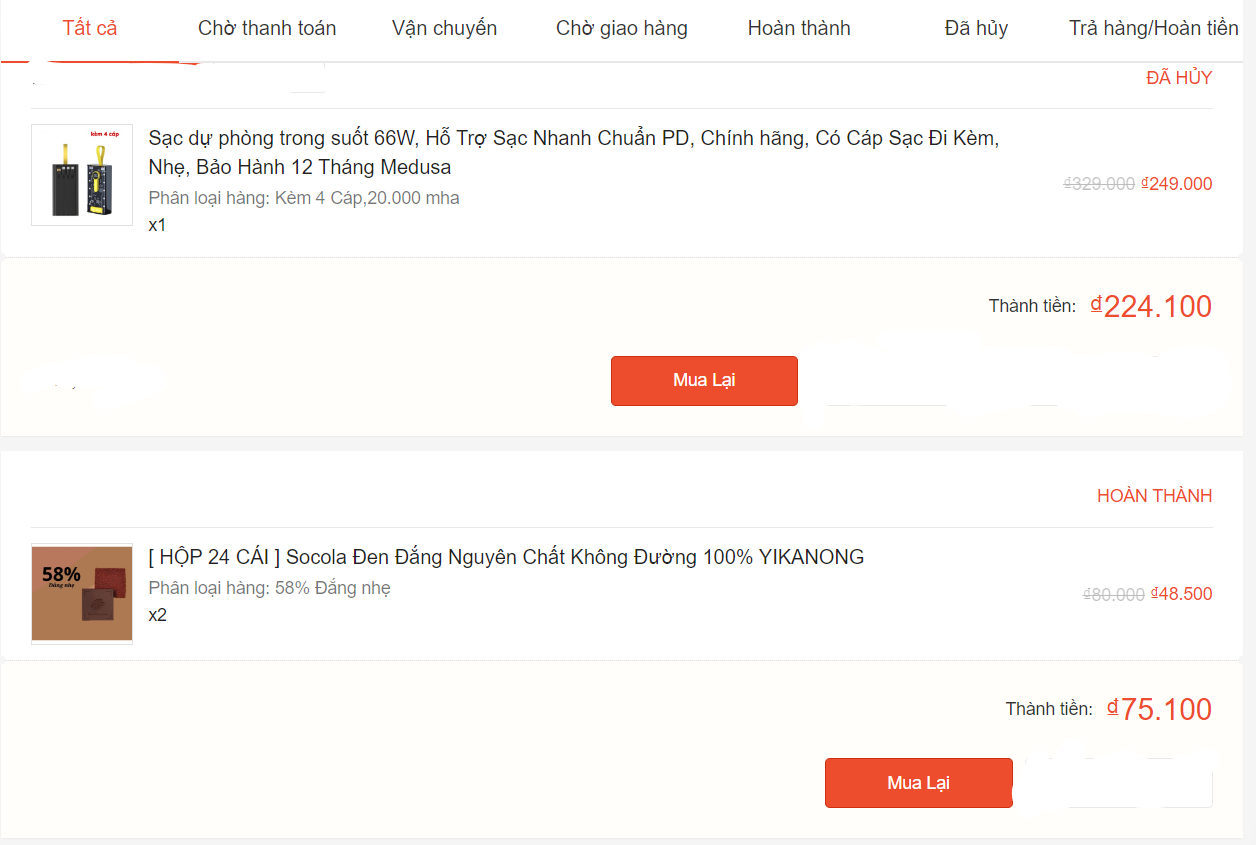 Tất cả Chờ thanh toán Vận chuyển Chờ giao hàng Hoàn thành Đã hủy Trả hàng/Hoàn tiền
ĐÃ HỦY
kèm 4 cáp
Sạc dự phòng trong suốt 66W, Hỗ Trợ Sạc Nhanh Chuẩn PD, Chính hãng, Có Cáp Sạc Đi Kèm,
Nhẹ, Bảo Hành 12 Tháng Medusa
Phân loại hàng: Kèm 4 Cáp,20.000 mha
x1
₫329.000 ₫249.000
Thành tiền: ₫224.100
Mua Lại
HOÀN THÀNH
58%
Đắng nhẹ
[ HỘP 24 CÁI ] Socola Đen Đắng Nguyên Chất Không Đường 100% YIKANONG
Phân loại hàng: 58% Đắng nhẹ
x2
₫80.000 ₫48.500
Thành tiền: ₫75.100
Mua Lại